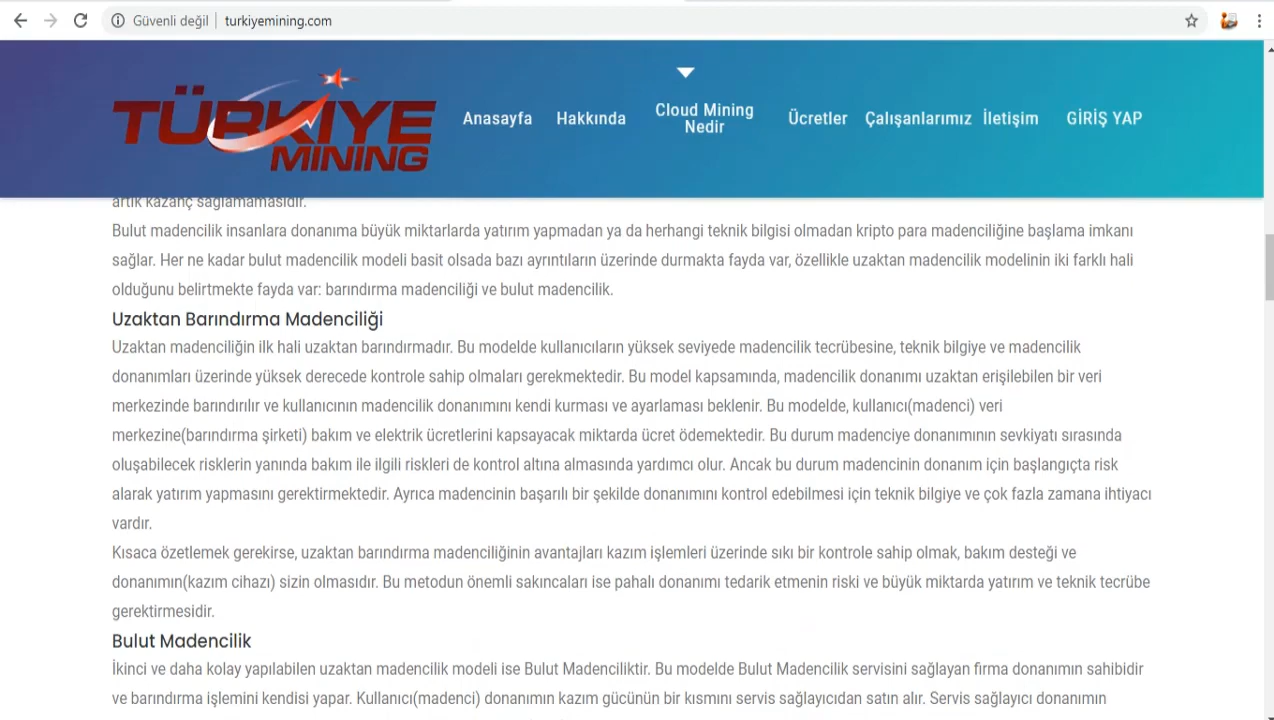 Güvenli değil
turkiyemining.com
TÜRKİYE
MINING
Anasayfa
Hakkında
Cloud Mining
Nedir
Ücretler
Çalışanlarımız
İletişim
GİRİŞ YAP
artık kazanç sağlamamasıdır.
Bulut madencilik insanlara donanıma büyük miktarlarda yatırım yapmadan ya da herhangi teknik bilgisi olmadan kripto para madenciliğine başlama imkanı
sağlar. Her ne kadar bulut madencilik modeli basit olsada bazı ayrıntıların üzerinde durmakta fayda var, özellikle uzaktan madencilik modelinin iki farklı hali
olduğunu belirtmekte fayda var: barındırma madenciliği ve bulut madencilik.
Uzaktan Barındırma Madenciliği
Uzaktan madenciliğin ilk hali uzaktan barındırmadır. Bu modelde kullanıcıların yüksek seviyede madencilik tecrübesine, teknik bilgiye ve madencilik
donanımları üzerinde yüksek derecede kontrole sahip olmaları gerekmektedir. Bu model kapsamında, madencilik donanımı uzaktan erişilebilen bir veri
merkezinde barındırılır ve kullanıcının madencilik donanımını kendi kurması ve ayarlaması beklenir. Bu modelde, kullanıcı(madenci) veri
merkezine(barındırma şirketi) bakım ve elektrik ücretlerini kapsayacak miktarda ücret ödemektedir. Bu durum madenciye donanımının sevkiyatı sırasında
oluşabilecek risklerin yanında bakım ile ilgili riskleri de kontrol altına almasında yardımcı olur. Ancak bu durum madencinin donanım için başlangıçta risk
alarak yatırım yapmasını gerektirmektedir. Ayrıca madencinin başarılı bir şekilde donanımını kontrol edebilmesi için teknik bilgiye ve çok fazla zamana ihtiyacı
vardır.
Kısaca özetlemek gerekirse, uzaktan barındırma madenciliğinin avantajları kazım işlemleri üzerinde sıkı bir kontrole sahip olmak, bakım desteği ve
donanımın(kazım cihazı) sizin olmasıdır. Bu metodun önemli sakıncaları ise pahalı donanımı tedarik etmenin riski ve büyük miktarda yatırım ve teknik tecrübe
gerektirmesidir.
Bulut Madencilik
İkinci ve daha kolay yapılabilen uzaktan madencilik modeli ise Bulut Madenciliktir. Bu modelde Bulut Madencilik servisini sağlayan firma donanımın sahibidir
ve barındırma işlemini kendisi yapar. Kullanıcı(madenci) donanımın kazım gücünün bir kısmını servis sağlayıcıdan satın alır. Servis sağlayıcı donanımın